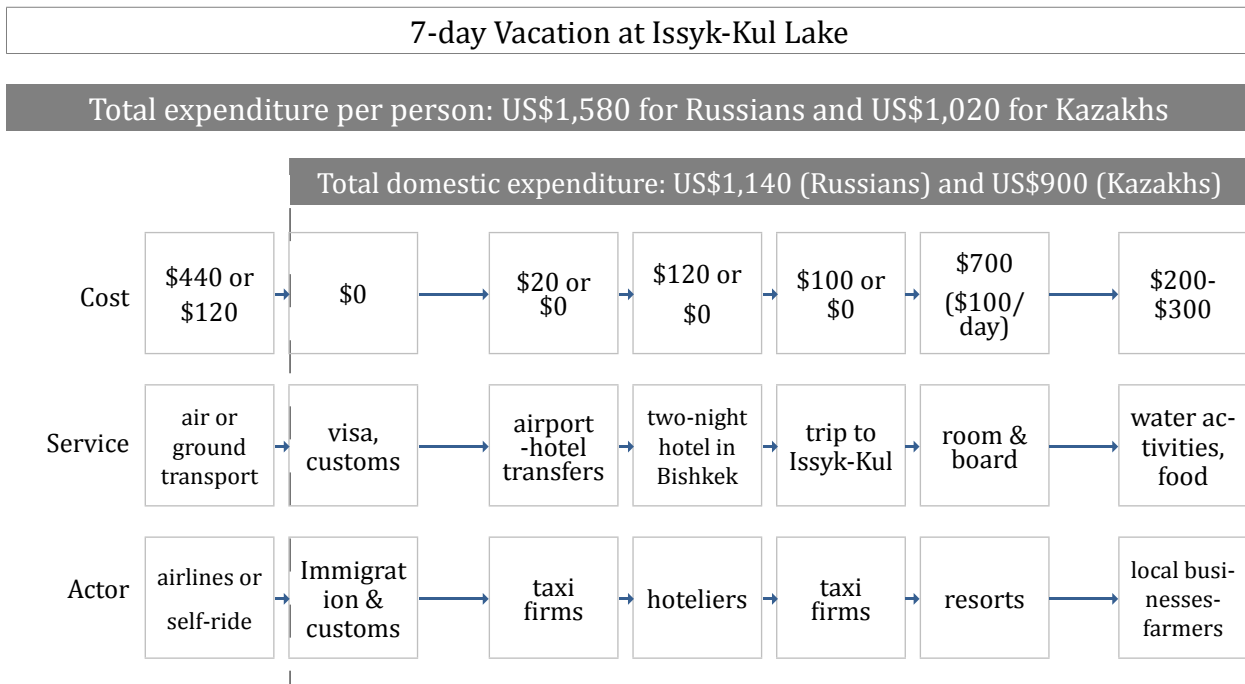 7-day Vacation at Issyk-Kul Lake
Total expenditure per person: US$1,580 for Russians and US$1,020 for Kazakhs
Total domestic expenditure: US$1,140 (Russians) and US$900 (Kazakhs)
Cost
$440 or
$120
$0
$20 or
$0
$120 or
$0
$100 or
$0
$700
($100/
day)
$200-
$300
Service
air or
ground
transport
visa,
customs
airport
-hotel
transfers
two-night
hotel in
Bishkek
trip to
Issyk-Kul
room &
board
water ac-
tivities,
food
Actor
airlines or
self-ride
Immigrat
ion &
customs
taxi
firms
hoteliers
taxi
firms
resorts
local busi-
nesses-
farmers